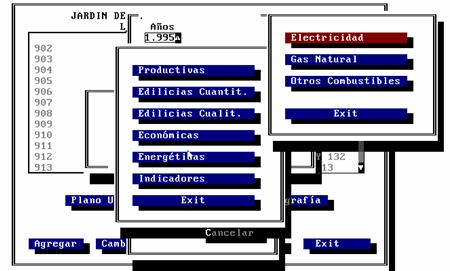 JARDIN DE
L
Años
1.995
902
903
904
905
906
907
908
909
910
911
912
913
Productivas
Edilicias Cuantit.
Edilicias Cualit.
Económicas
Energéticas
Indicadores
Exit
Electricidad
Gas Natural
Otros Combustibles
Exit
132
13
Plano U
grafía
Cancelar
Agregar
Camb
Exit